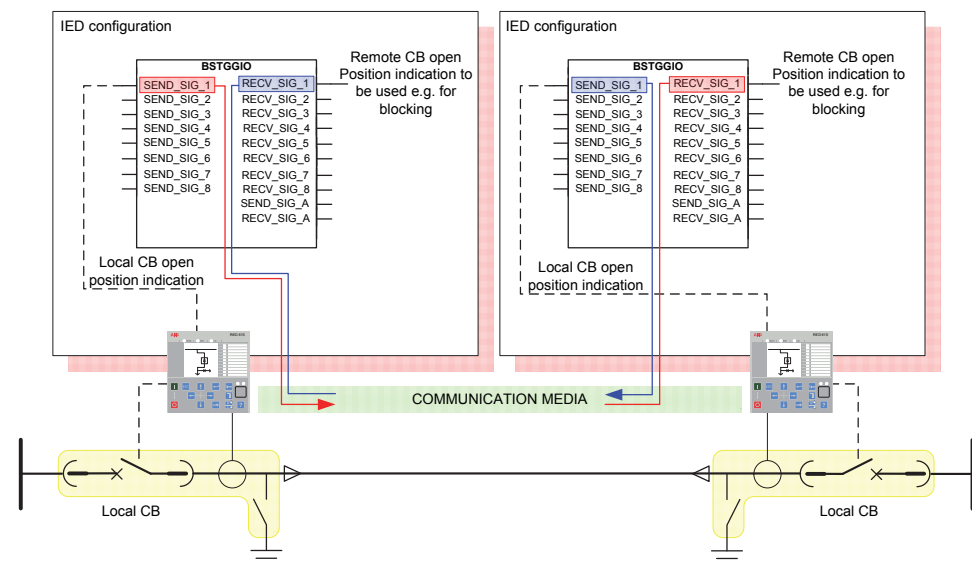 IED configuration
BSTGGIO
SEND_SIG_1
SEND_SIG_2
SEND_SIG_3
SEND_SIG_4
SEND_SIG_5
SEND_SIG_6
SEND_SIG_7
SEND_SIG_8
RECV_SIG_1
RECV_SIG_2
RECV_SIG_3
RECV_SIG_4
RECV_SIG_5
RECV_SIG_6
RECV_SIG_7
RECV_SIG_8
SEND_SIG_A
RECV_SIG_A
Remote CB open
Position indication to
be used e.g. for
blocking
Local CB open
position indication
IED configuration
BSTGGIO
SEND_SIG_1
SEND_SIG_2
SEND_SIG_3
SEND_SIG_4
SEND_SIG_5
SEND_SIG_6
SEND_SIG_7
SEND_SIG_8
RECV_SIG_1
RECV_SIG_2
RECV_SIG_3
RECV_SIG_4
RECV_SIG_5
RECV_SIG_6
RECV_SIG_7
RECV_SIG_8
SEND_SIG_A
RECV_SIG_A
Remote CB open
Position indication to
be used e.g. for
blocking
Local CB open
position indication
ABB
ABB
COMMUNICATION MEDIA
Local CB
Local CB